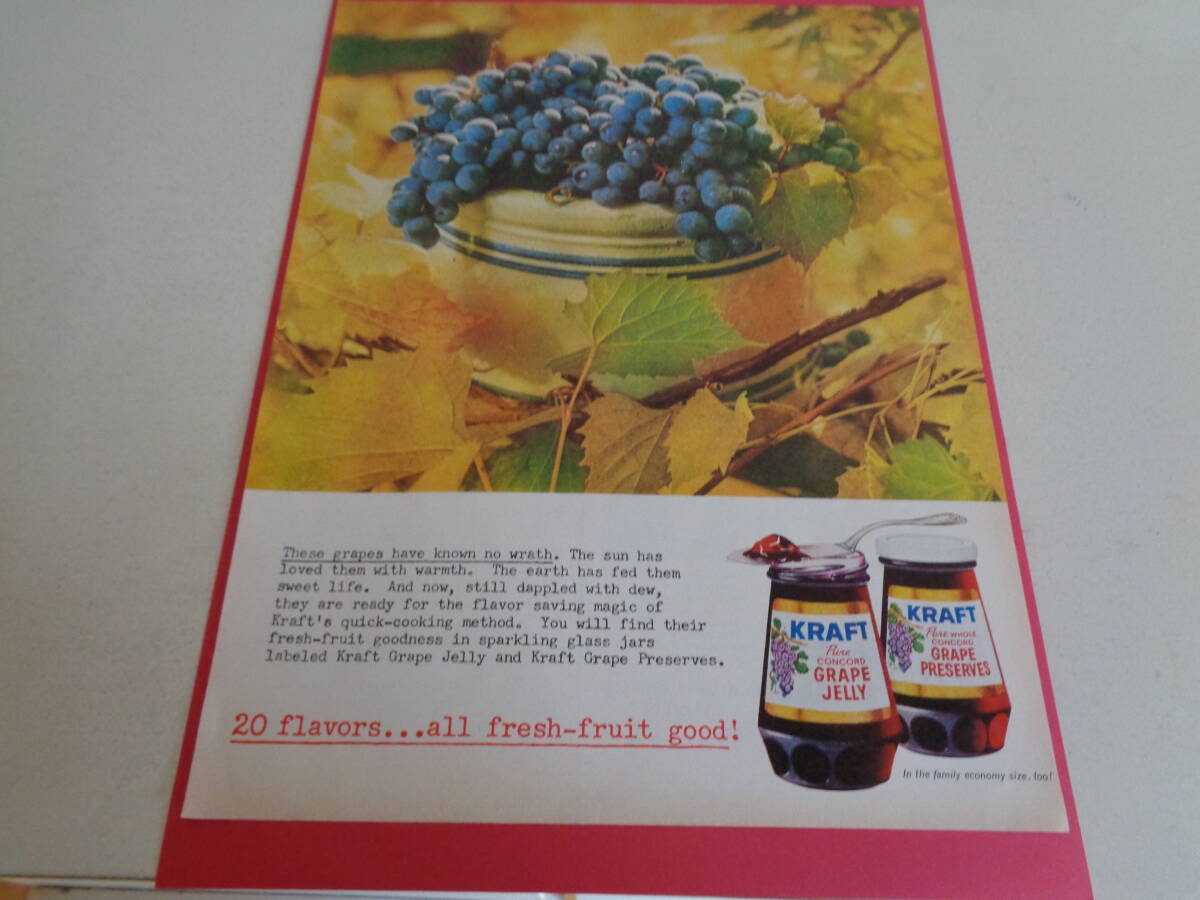 These grapes have known no wrath. The sun has
loved them with warmth. The earth has fed them
sweet life. And now, still dappled with dew,
they are ready for the flavor saving magic of
Kraft's quick-cooking method. You will find their
fresh-fruit goodness in sparkling glass jars
labeled Kraft Grape Jelly and Kraft Grape Preserves.
20 flavors...all fresh-fruit good!
KRAFT
Pure
CONCORD
GRAPE
JELLY
KRAFT
Pure WHOLE
CONCORD
GRAPE
PRESERVES
In the family economy size, too!